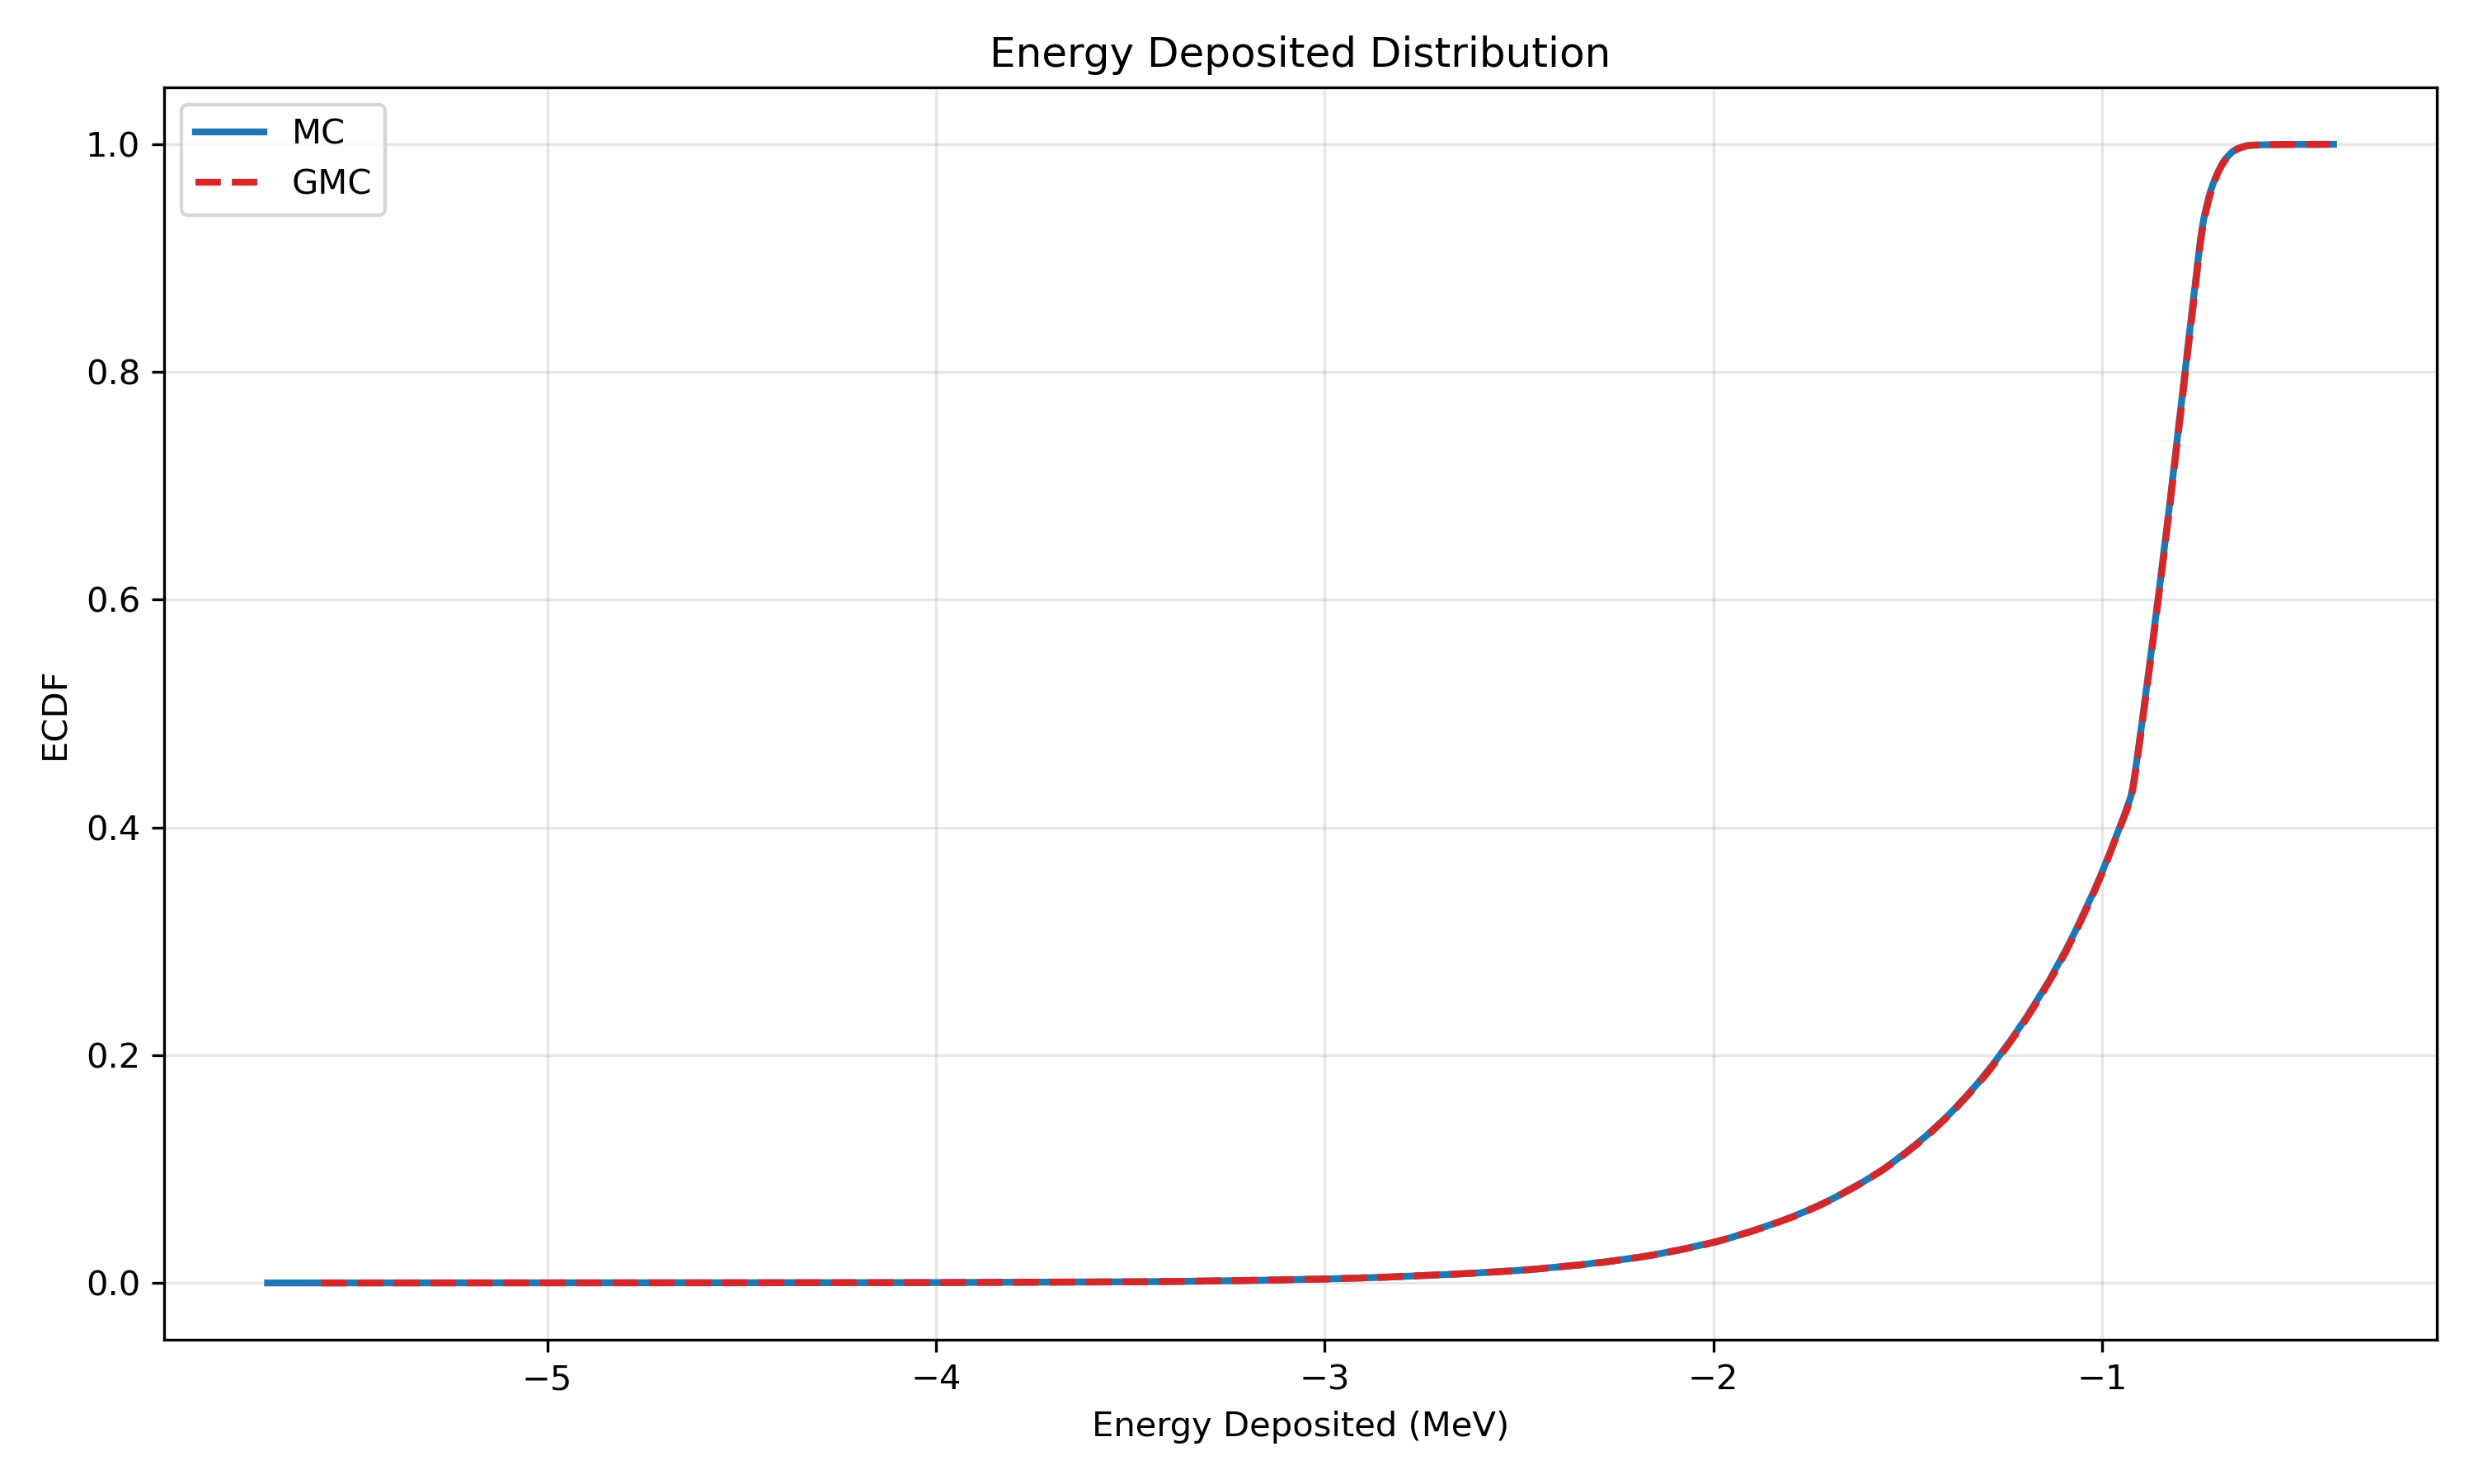 Energy Deposited Distribution
MC
GMC
1.0
0.8
0.6
0.4
0.2
0.0
ECDF
−5
−4
−3
−2
−1
Energy Deposited (MeV)